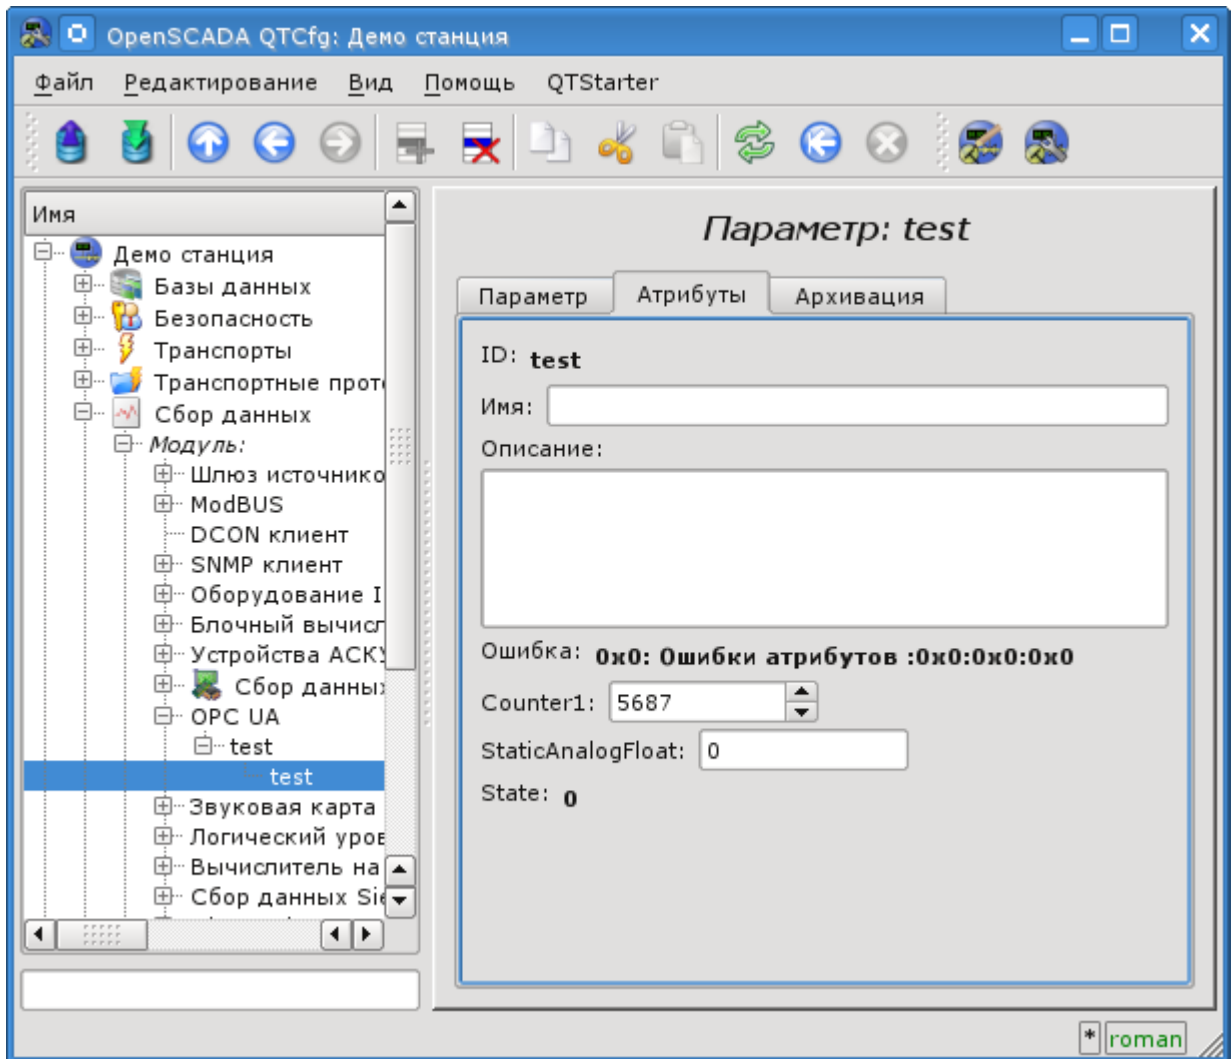 OpenSCADA QTCfg: Демо станция
Файл Редактирование Вид Помощь QTStarter
Имя
Демо станция
Базы данных
Безопасность
Транспорты
Транспортные прот
Сбор данных
Модуль:
Шлюз источнико
ModBUS
DCON клиент
SNMP клиент
Оборудование I
Блочный вычисл
Устройства АСКУ
Сбор данных
OPC UA
test
test
Звуковая карта
Логический уров
Вычислитель на
Сбор данных Sie
Параметр: test
Параметр Атрибуты Архивация
ID: test
Имя:
Описание:
Ошибка: 0x0: Ошибки атрибутов :0x0:0x0:0x0
Counter1: 5687
StaticAnalogFloat: 0
State: 0
* roman